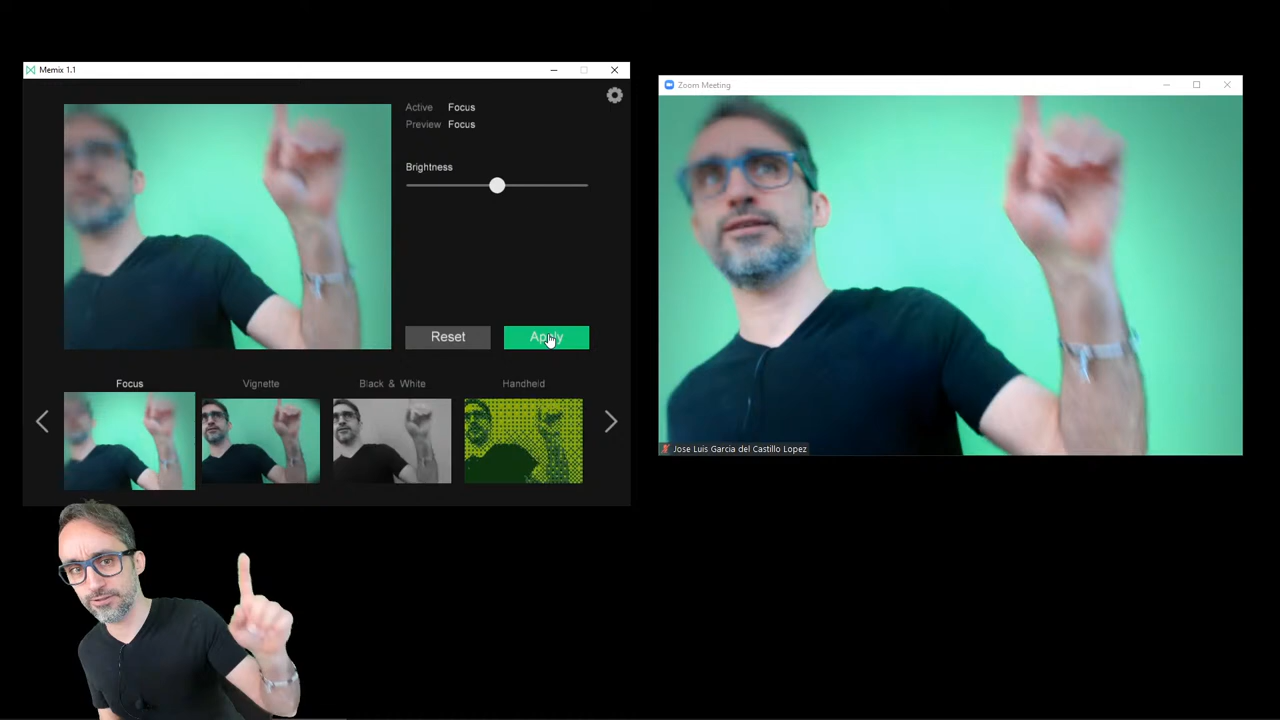 Memix 1.1
Active Focus
Preview Focus
Brightness
Reset Apply
Focus Vignette Black & White Handheld
Zoom Meeting
Jose Luis Garcia del Castillo Lopez